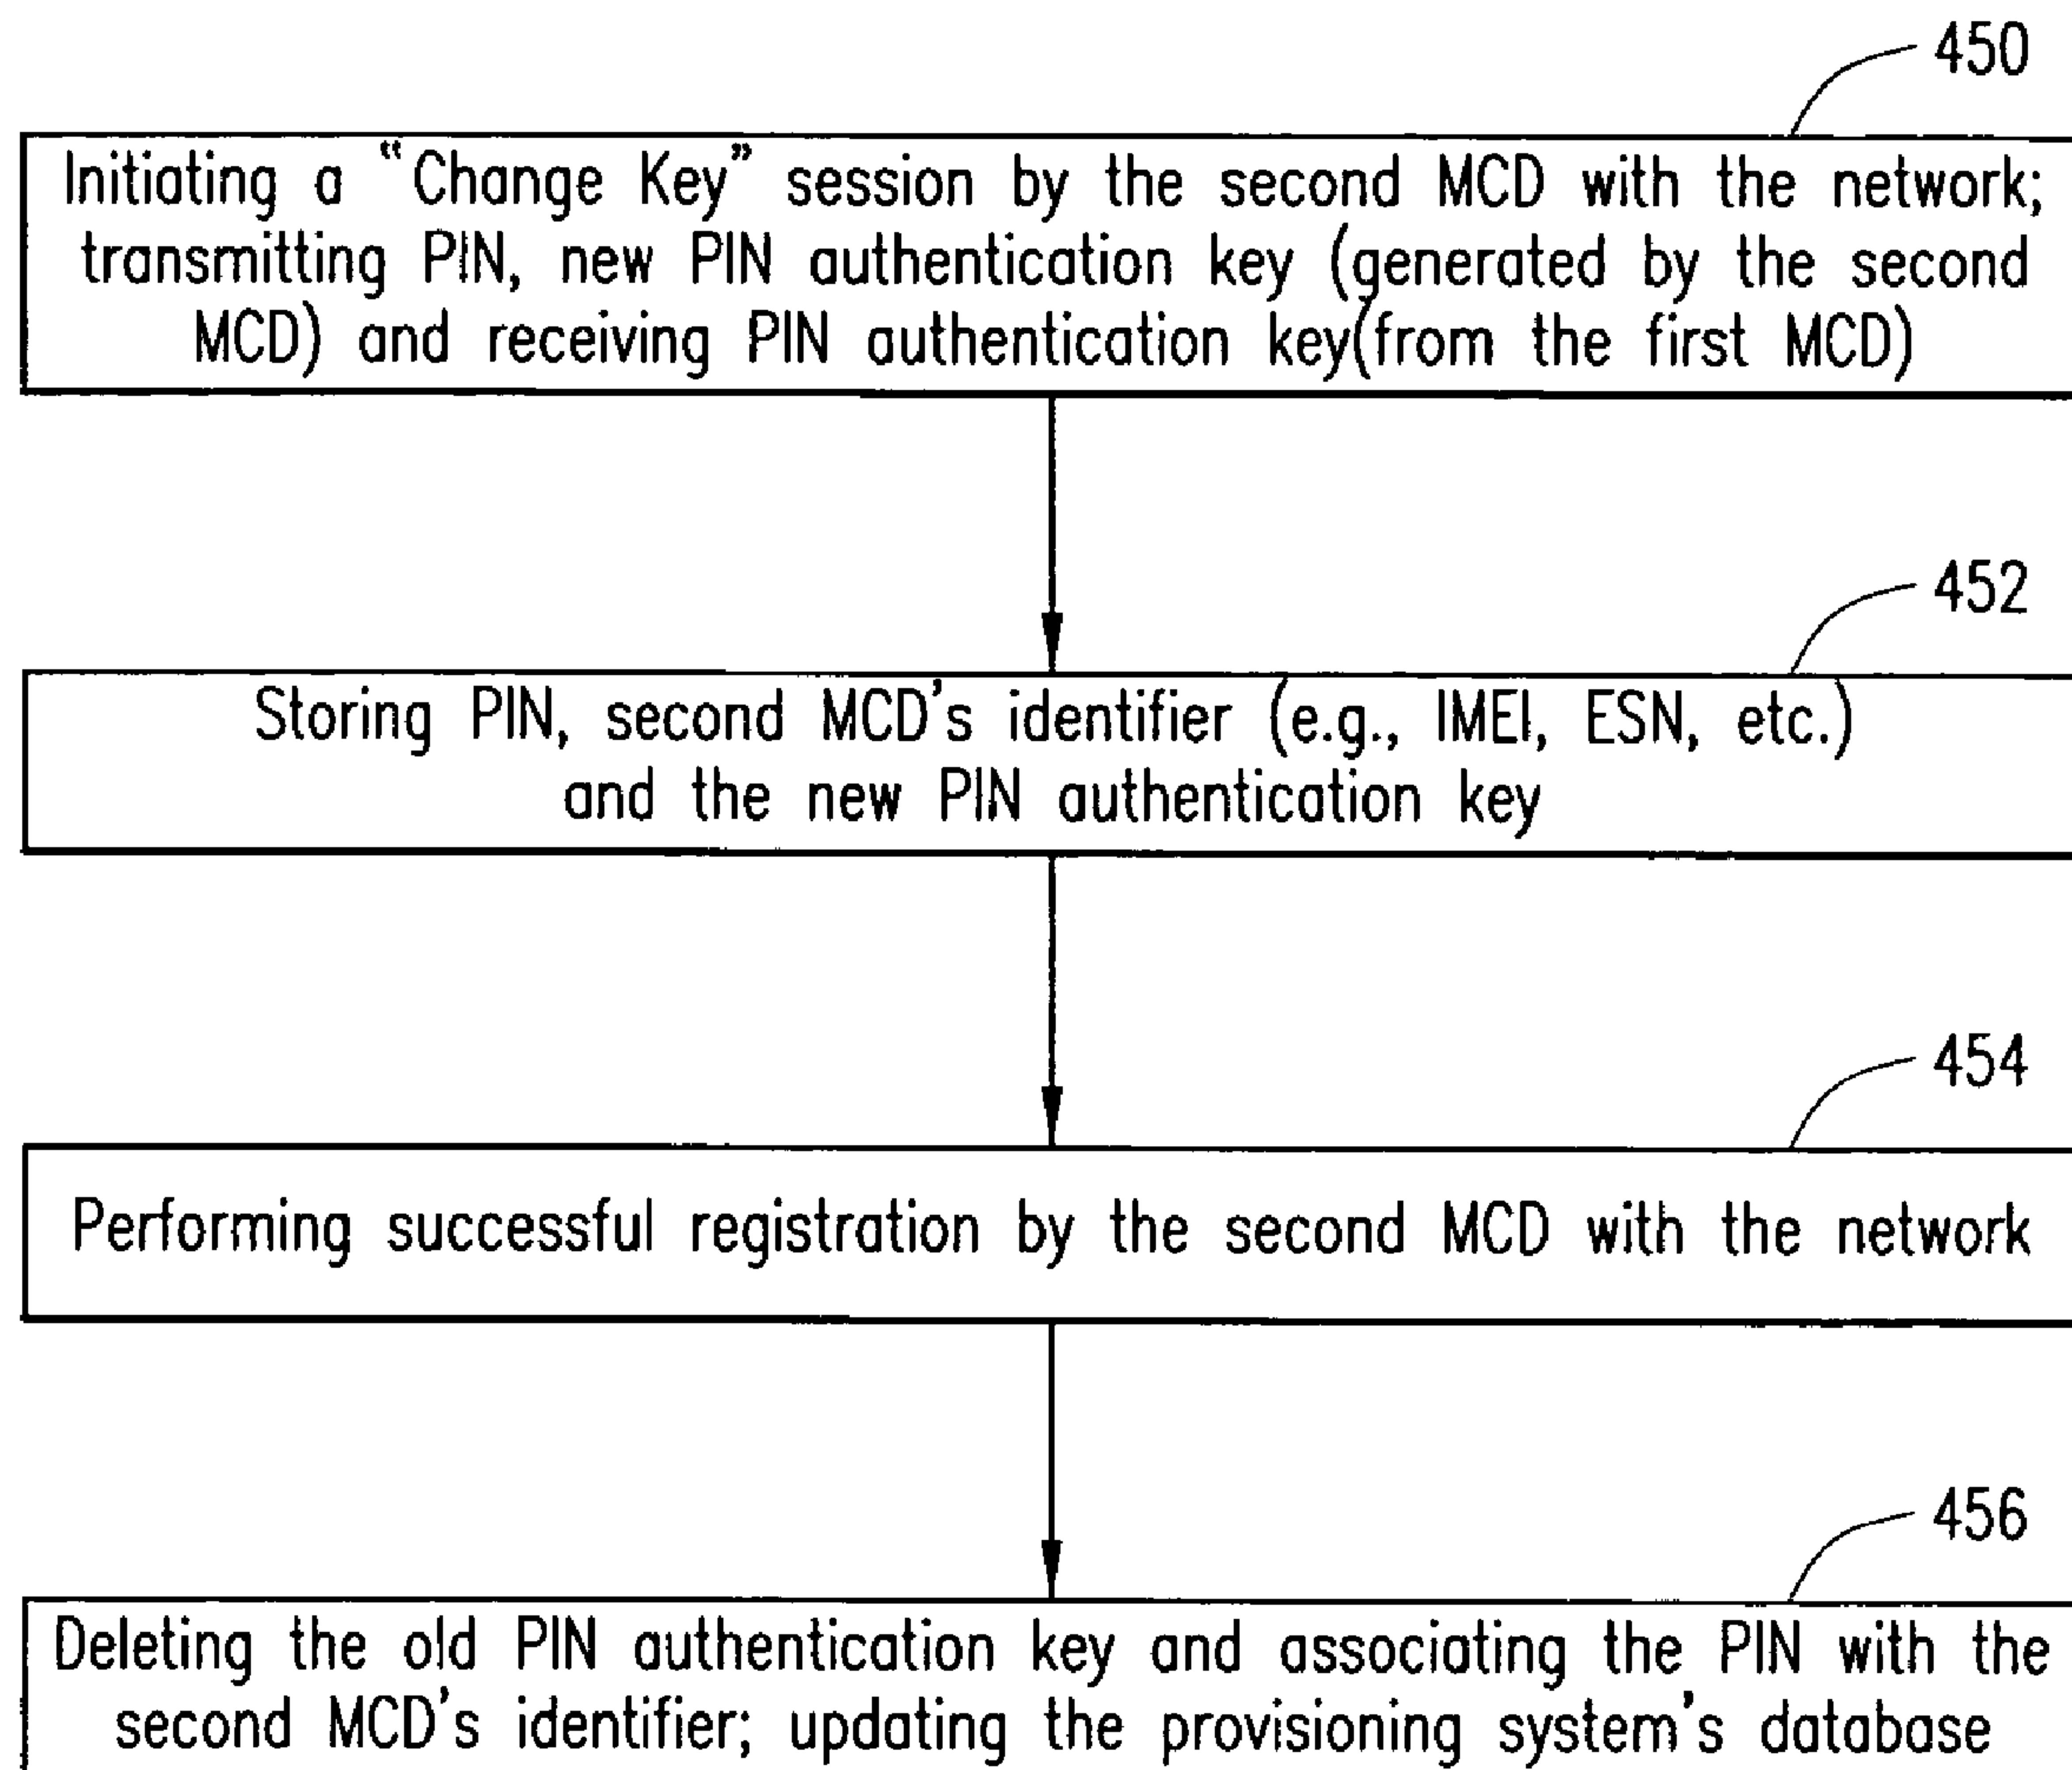 450
Initiating a “Change Key” session by the second MCD with the network;
transmitting PIN, new PIN authentication key (generated by the second
MCD) and receiving PIN authentication key(from the first MCD)
452
Storing PIN, second MCD's identifier (e.g., IMEI, ESN, etc.)
and the new PIN authentication key
454
Performing successful registration by the second MCD with the network
456
Deleting the old PIN authentication key and associating the PIN with the
second MCD's identifier; updating the provisioning system's database